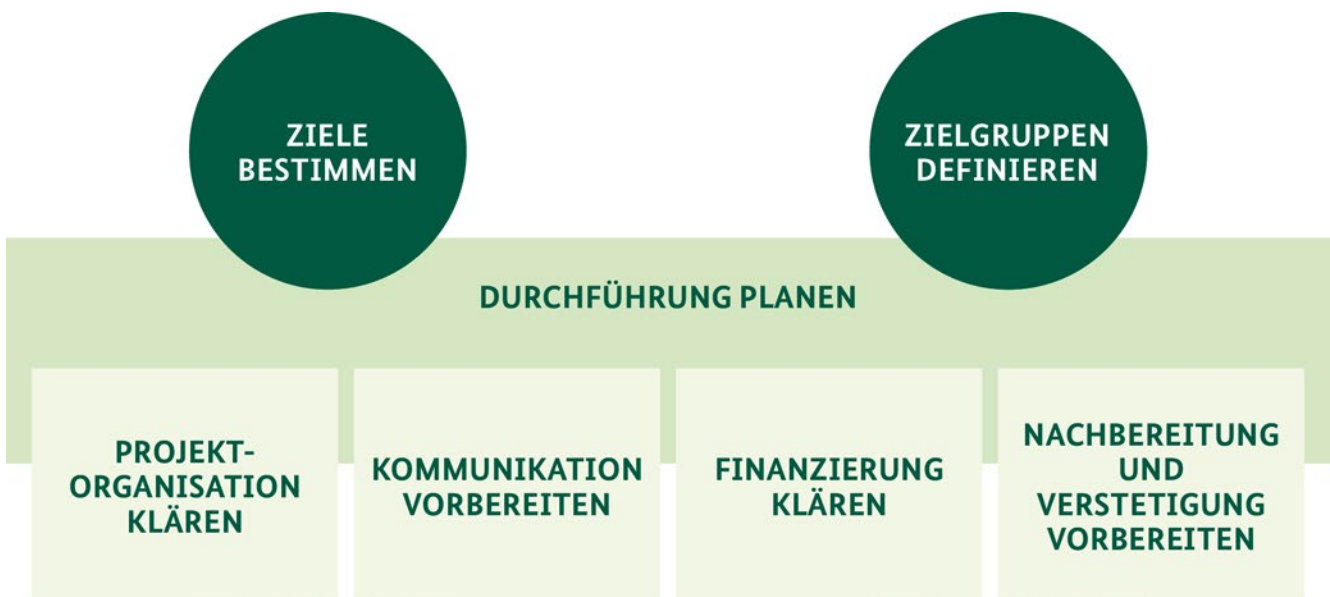 ZIELE
BESTIMMEN
ZIELGRUPPEN
DEFINIEREN
DURCHFÜHRUNG PLANEN
PROJEKT-
ORGANISATION
KLÄREN
KOMMUNIKATION
VORBEREITEN
FINANZIERUNG
KLÄREN
NACHBEREITUNG
UND
VERSTETIGUNG
VORBEREITEN